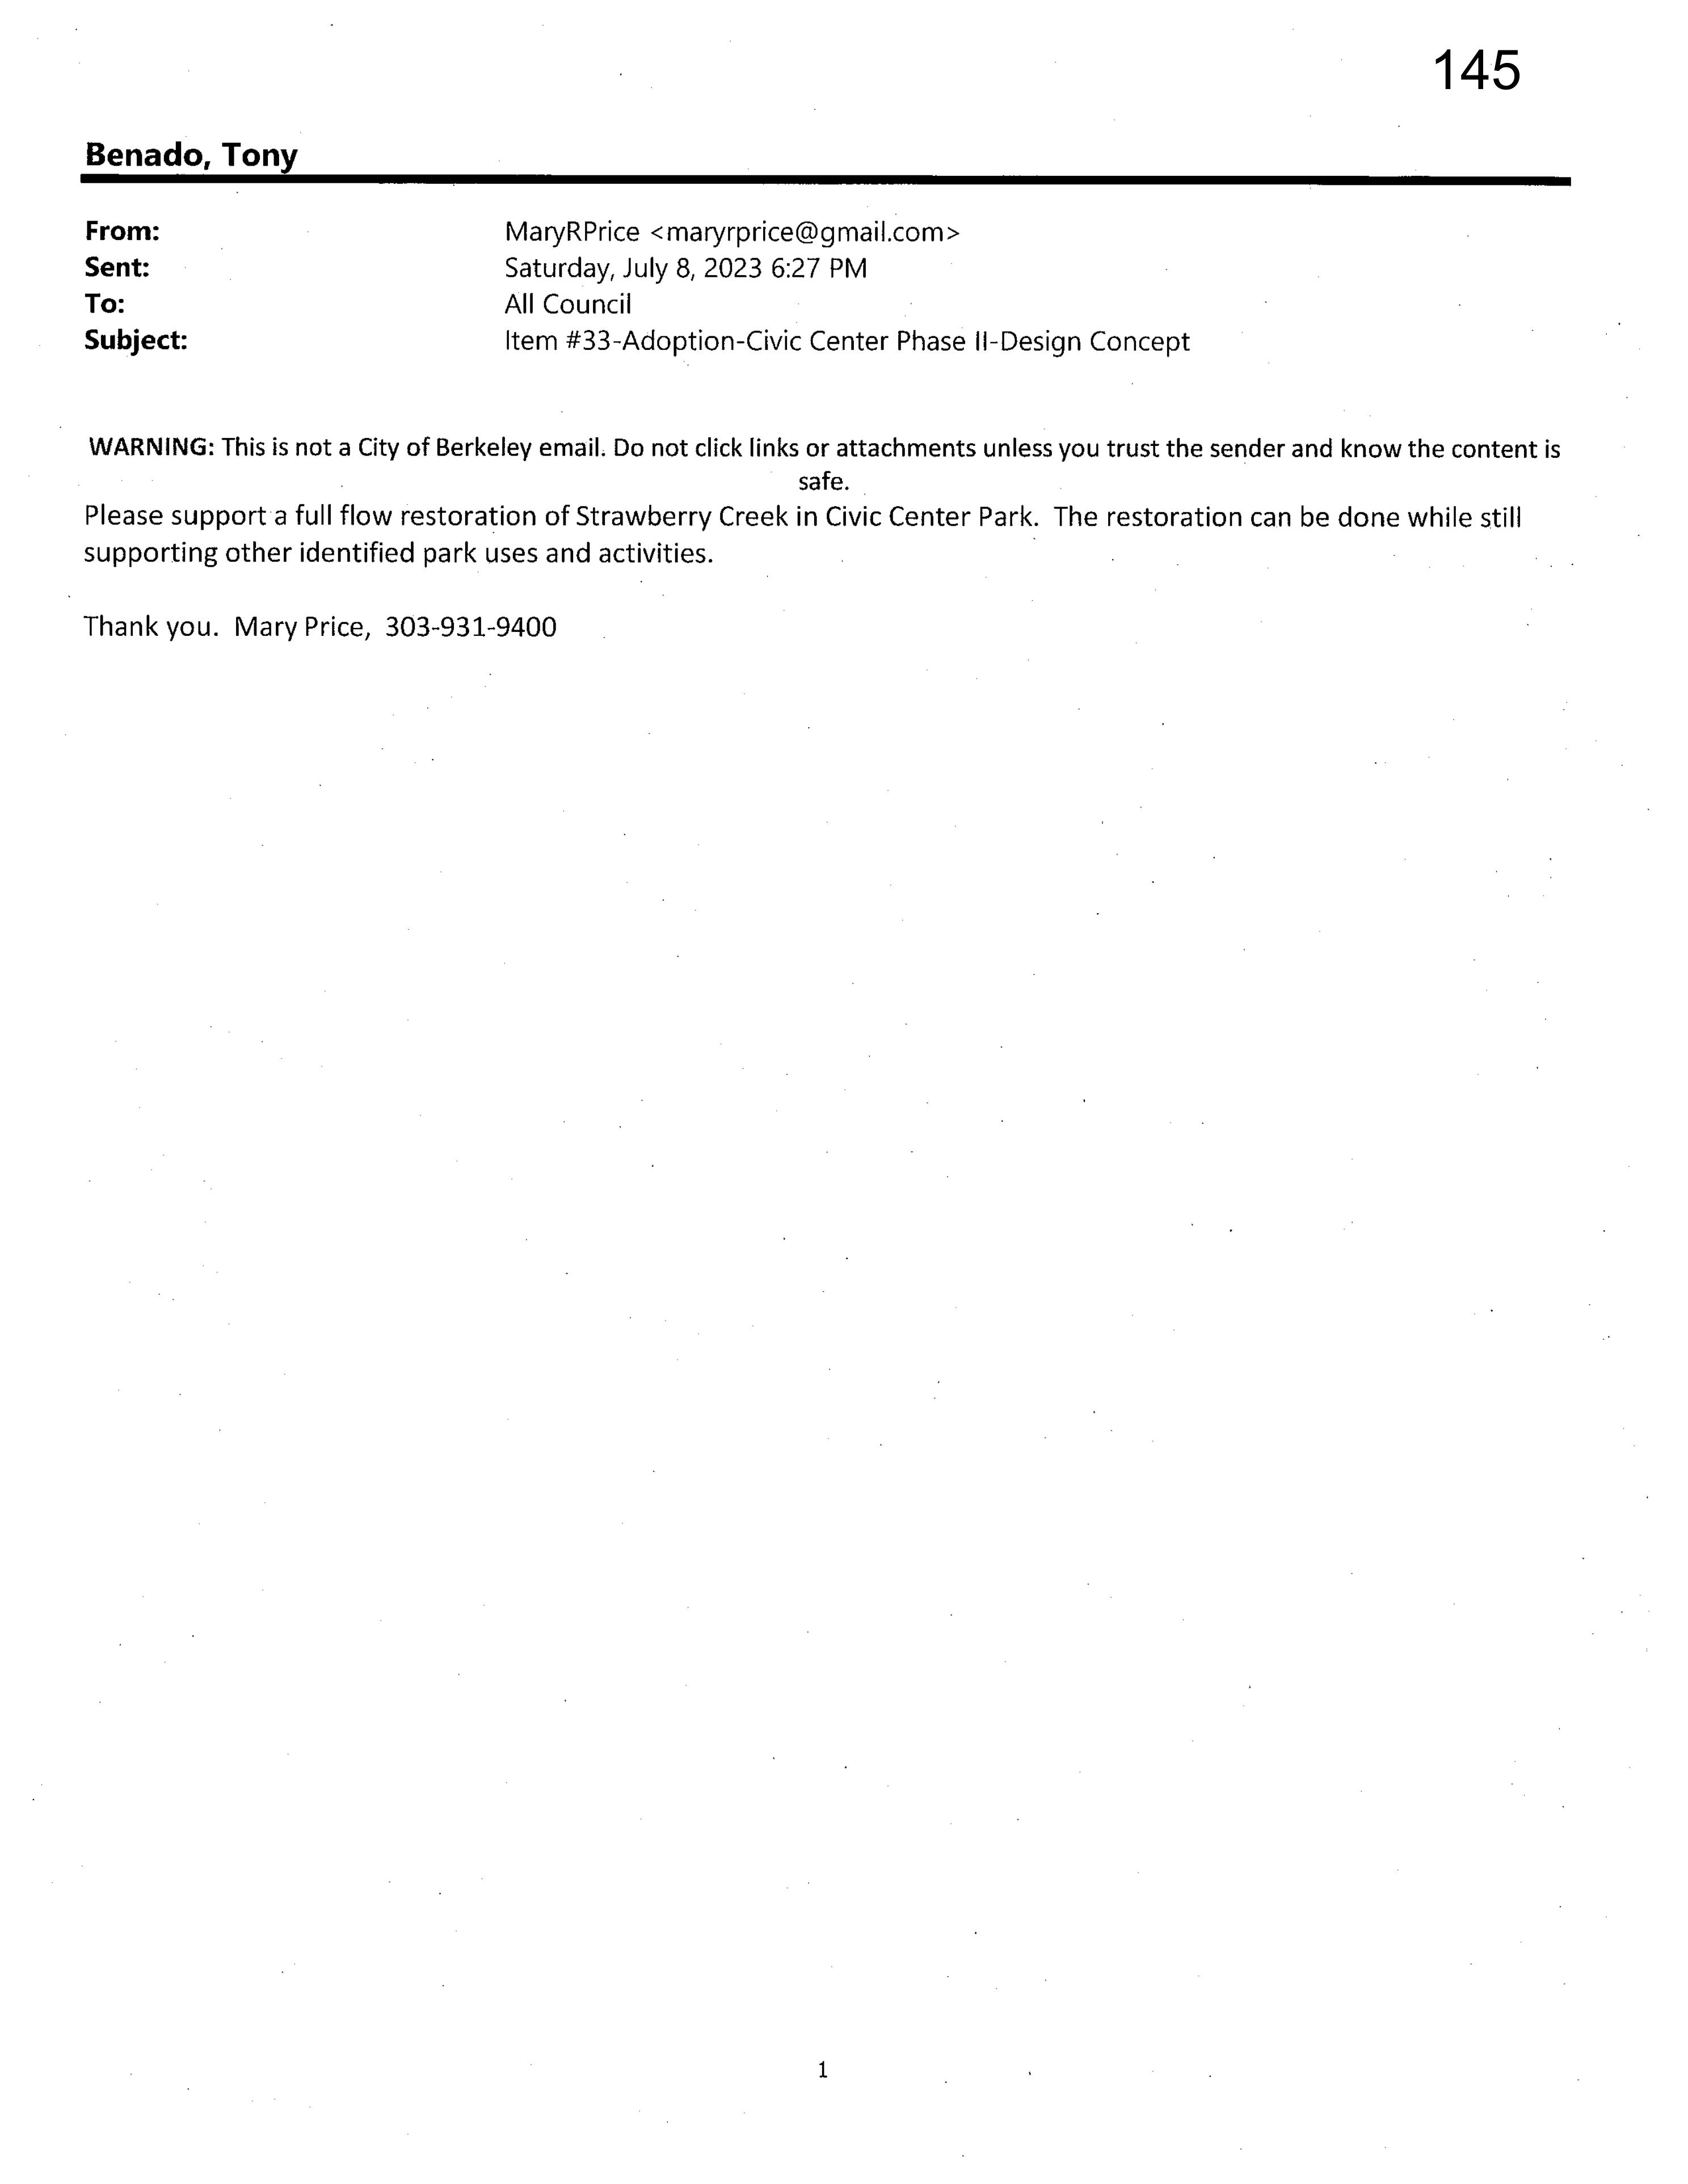 145
Benado, Tony
From: MaryRPrice <maryrprice@gmail.com>
Sent: Saturday, July 8, 2023 6:27 PM
To: All Council
Subject: Item #33-Adoption-Civic Center Phase II-Design Concept
WARNING: This is not a City of Berkeley email. Do not click links or attachments unless you trust the sender and know the content is
safe.
Please support a full flow restoration of Strawberry Creek in Civic Center Park.  The restoration can be done while still
supporting other identified park uses and activities.
Thank you.  Mary Price,  303-931-9400
1